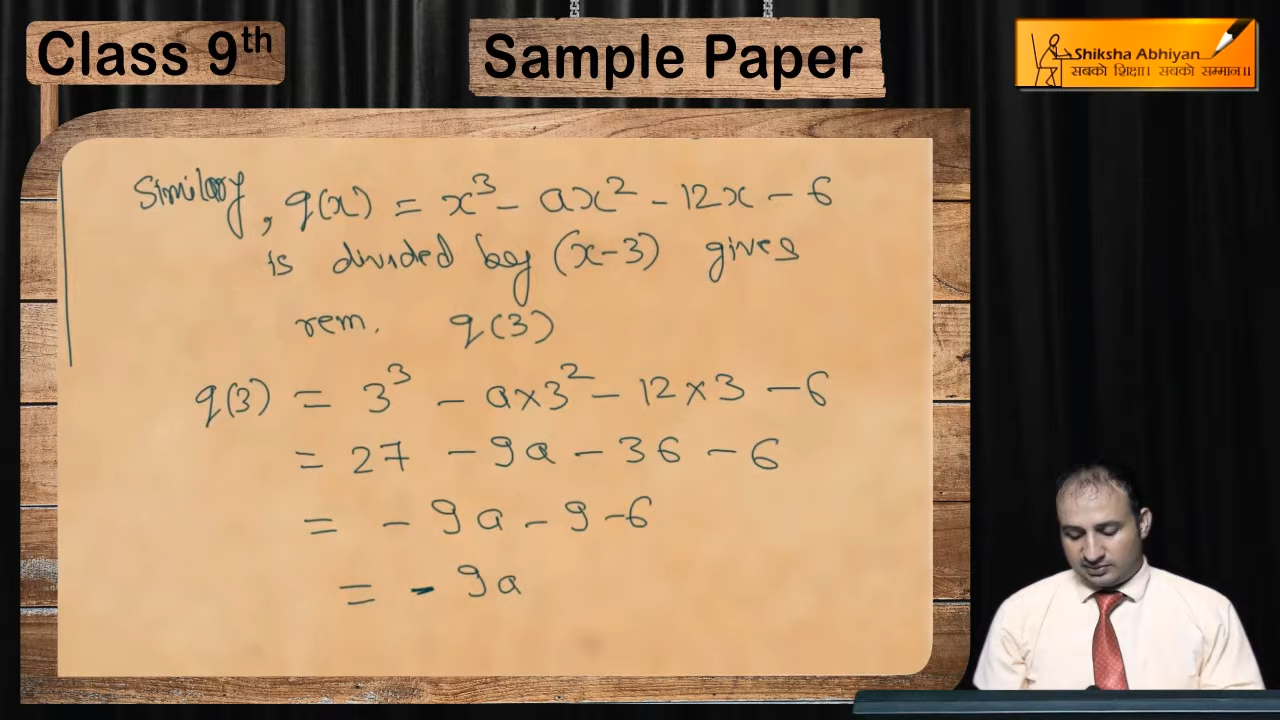 Class 9th
Sample Paper
Shiksha Abhiyan
सबको शिक्षा। सबको सम्मान।।
Similary, q(x) = x³ - ax² - 12x - 6
is divided by (x-3) gives
rem. q(3)
q(3) = 3³ - a×3² - 12×3 - 6
= 27 - 9a - 36 - 6
= - 9a - 9 - 6
= - 9a